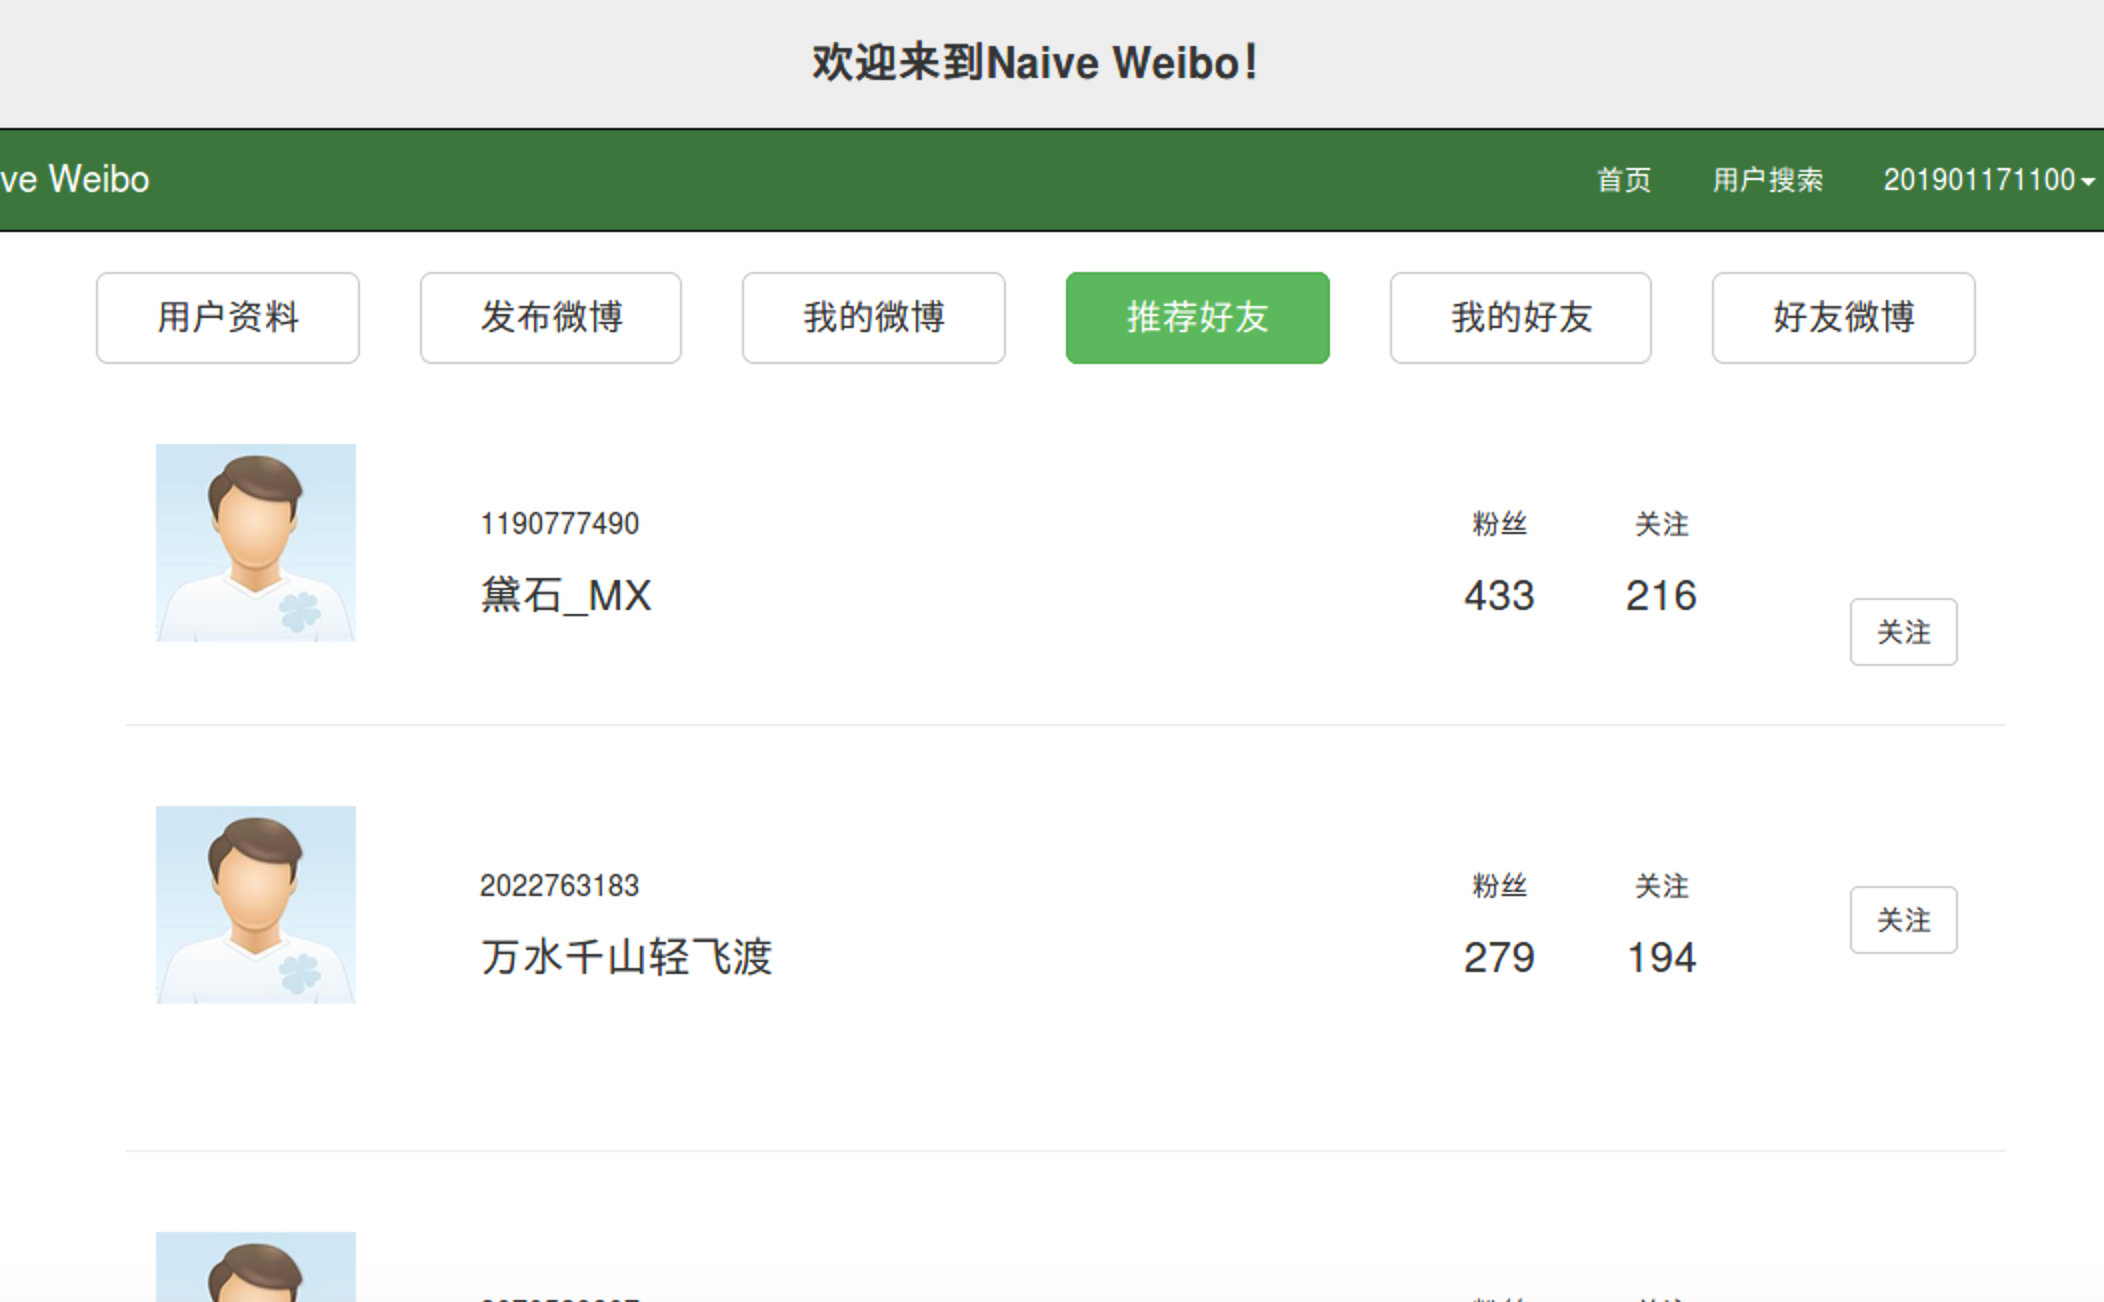 欢迎来到Naive Weibo!
ve Weibo 首页 用户搜索 201901171100
用户资料 发布微博 我的微博 推荐好友 我的好友 好友微博
1190777490 粉丝 关注
黛石_MX 433 216
关注
2022763183 粉丝 关注
关注
万水千山轻飞渡 279 194